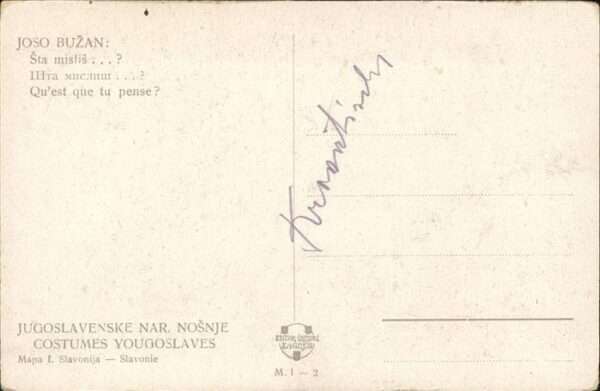 JOSO BUŽAN:
Šta misliš . . . ?
Шта мислиш . . . ?
Qu'est que tu pense?
Kroatisch
JUGOSLAVENSKE NAR. NOŠNJE
COSTUMES YOUGOSLAVES
Mapa I. Slavonija — Slavonie
M. I — 2